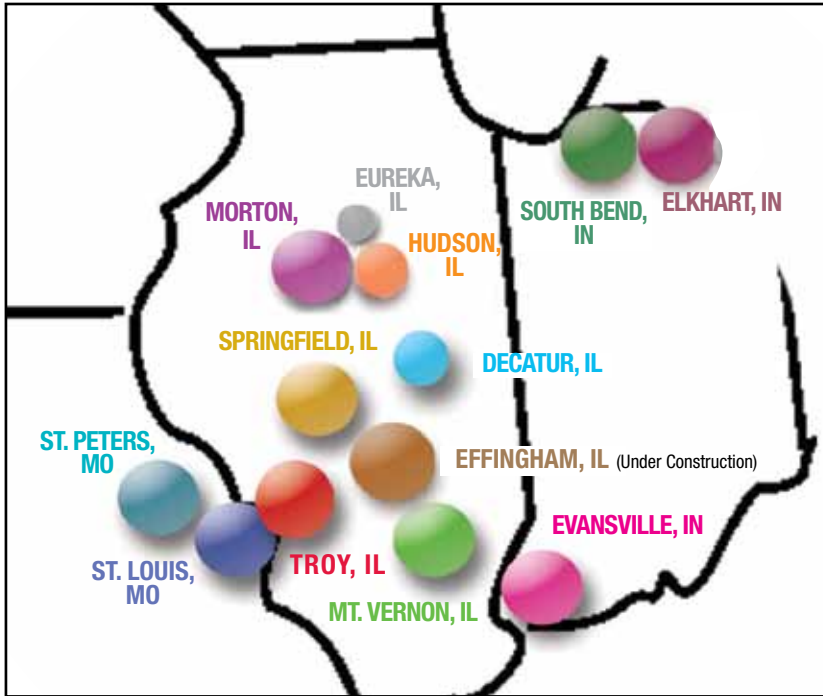 EUREKA,
IL
MORTON,
IL
HUDSON,
IL
SOUTH BEND,
IN
ELKHART, IN
SPRINGFIELD, IL
DECATUR, IL
ST. PETERS,
MO
EFFINGHAM, IL (Under Construction)
EVANSVILLE, IN
ST. LOUIS,
MO
TROY, IL
MT. VERNON, IL